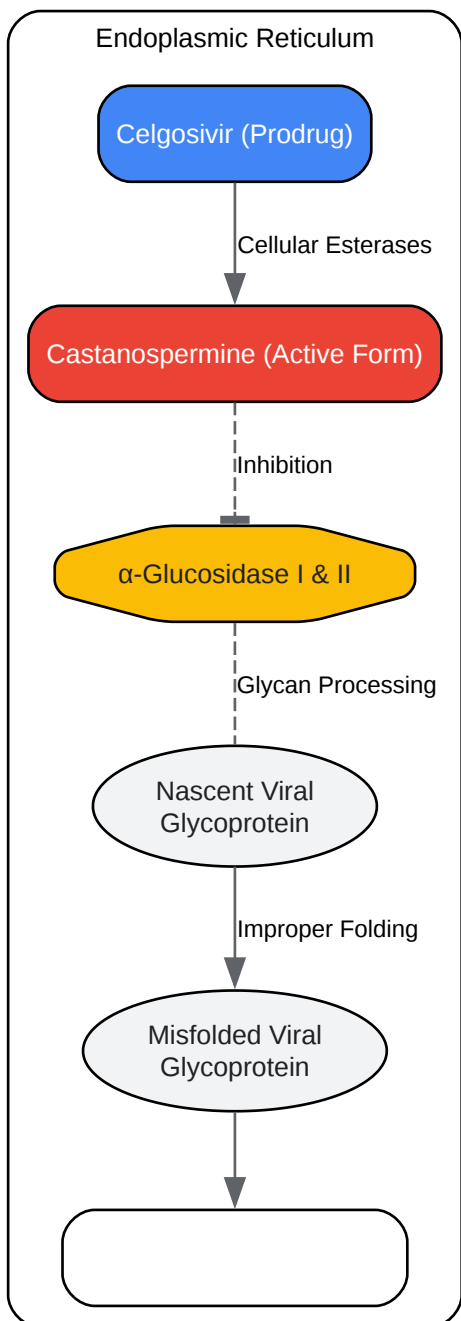 Endoplasmic Reticulum
Celgosivir (Prodrug)
Cellular Esterases
Castanospermine (Active Form)
Inhibition
α-Glucosidase I & II
Glycan Processing
Nascent Viral
Glycoprotein
Improper Folding
Misfolded Viral
Glycoprotein